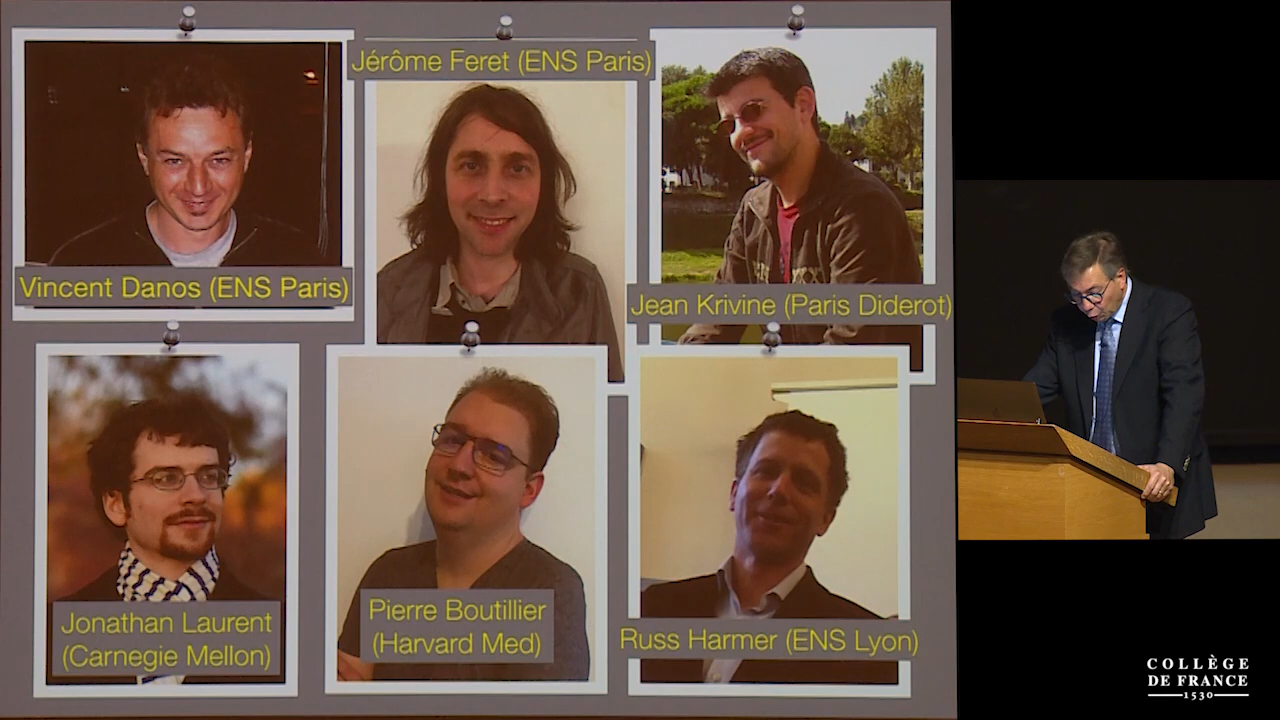 Jérôme Feret (ENS Paris)
Vincent Danos (ENS Paris)
Jean Krivine (Paris Diderot)
Jonathan Laurent
(Carnegie Mellon)
Pierre Boutillier
(Harvard Med)
Russ Harmer (ENS Lyon)
COLLÈGE
DE FRANCE
1530